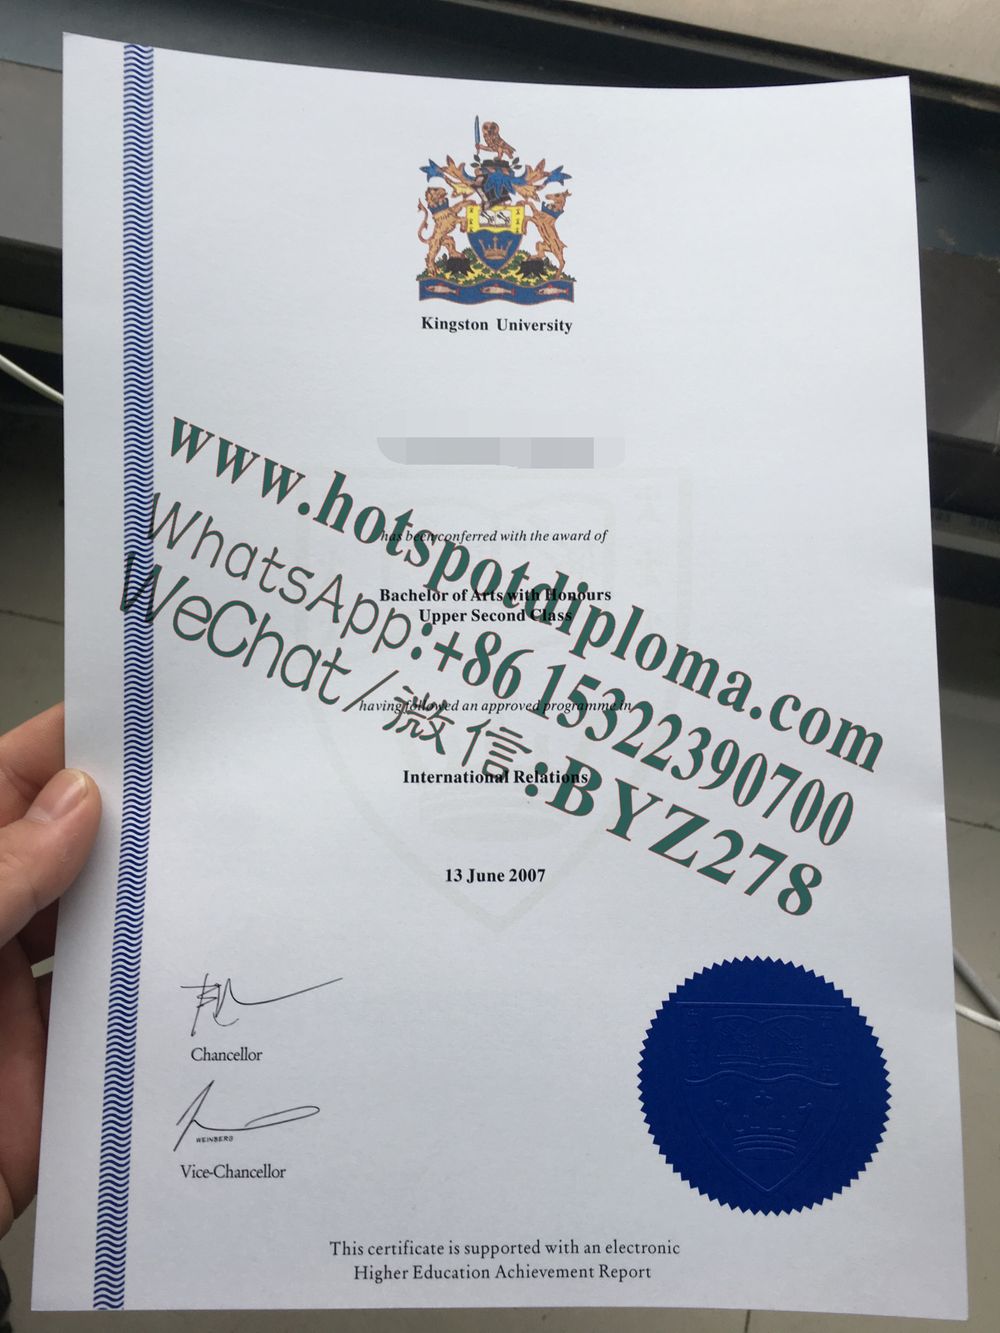 Kingston University
www.hotspotdiploma.com
has been conferred with the award of
WhatsApp:+86 15322390700
Bachelor of Arts with Honours
Upper Second Class
WeChat/微信:BYZ278
having followed an approved programme in
International Relations
13 June 2007
Chancellor
WEINBERG
Vice-Chancellor
This certificate is supported with an electronic
Higher Education Achievement Report